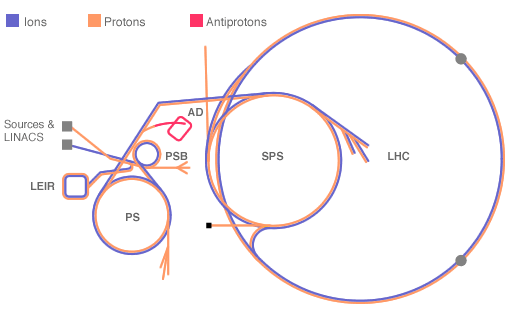 Ions
Protons
Antiprotons
AD
Sources &
LINACS
PSB
SPS
LHC
LEIR
PS